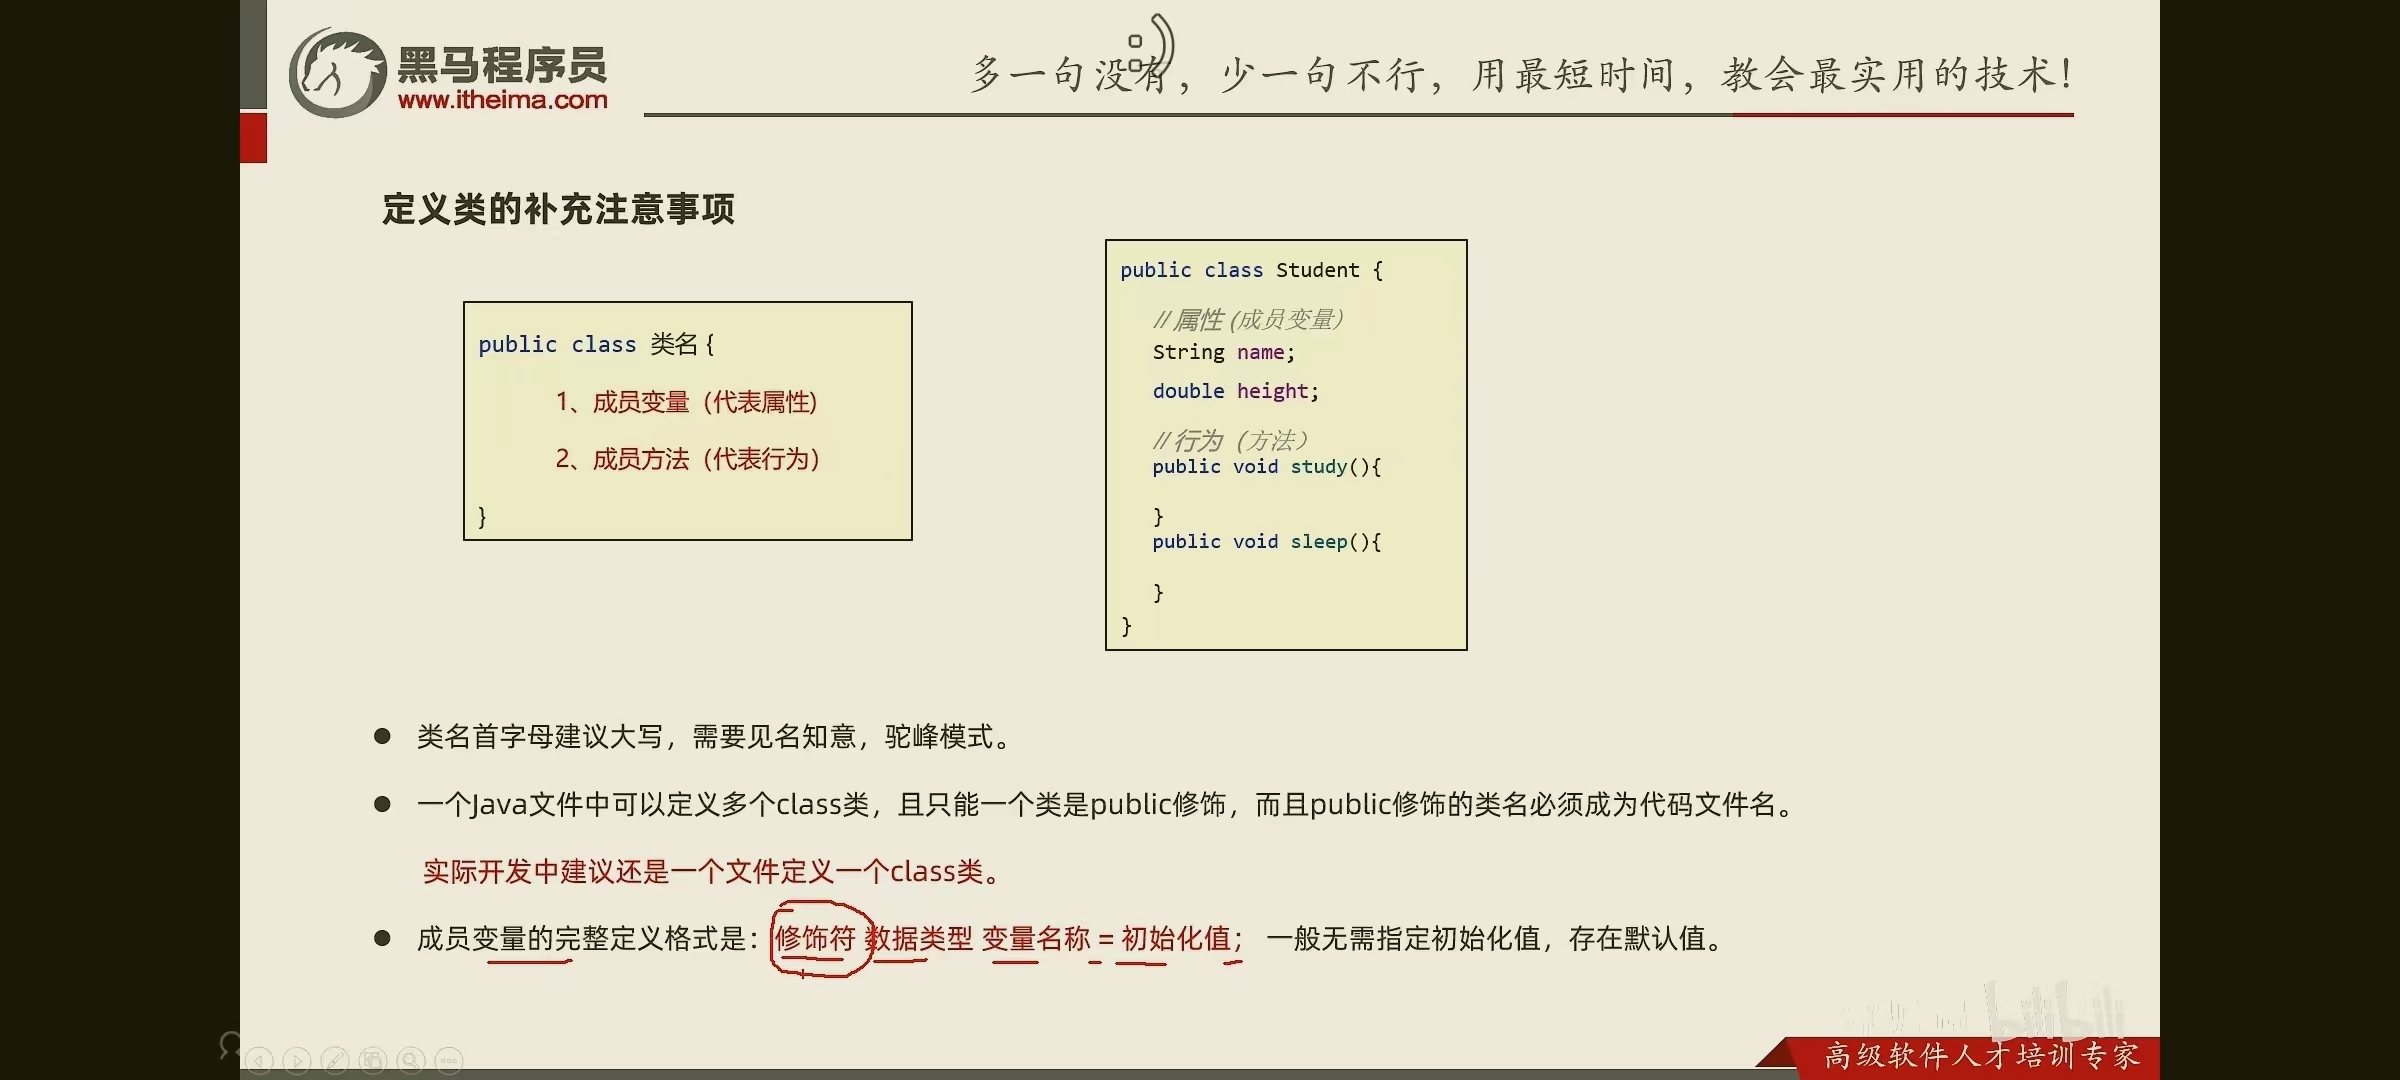 黑马程序员
www.itheima.com
多一句没有，少一句不行，用最短时间，教会最实用的技术！
定义类的补充注意事项
public class 类名 {
1、成员变量（代表属性)
2、成员方法（代表行为）
}
public class Student {
// 属性 (成员变量）
String name;
double height;
// 行为 （方法）
public void study(){
}
public void sleep(){
}
}
类名首字母建议大写，需要见名知意，驼峰模式。
一个Java文件中可以定义多个class类，且只能一个类是public修饰，而且public修饰的类名必须成为代码文件名。
实际开发中建议还是一个文件定义一个class类。
成员变量的完整定义格式是：修饰符 数据类型 变量名称 = 初始化值； 一般无需指定初始化值，存在默认值。
bilibili
高级软件人才培训专家